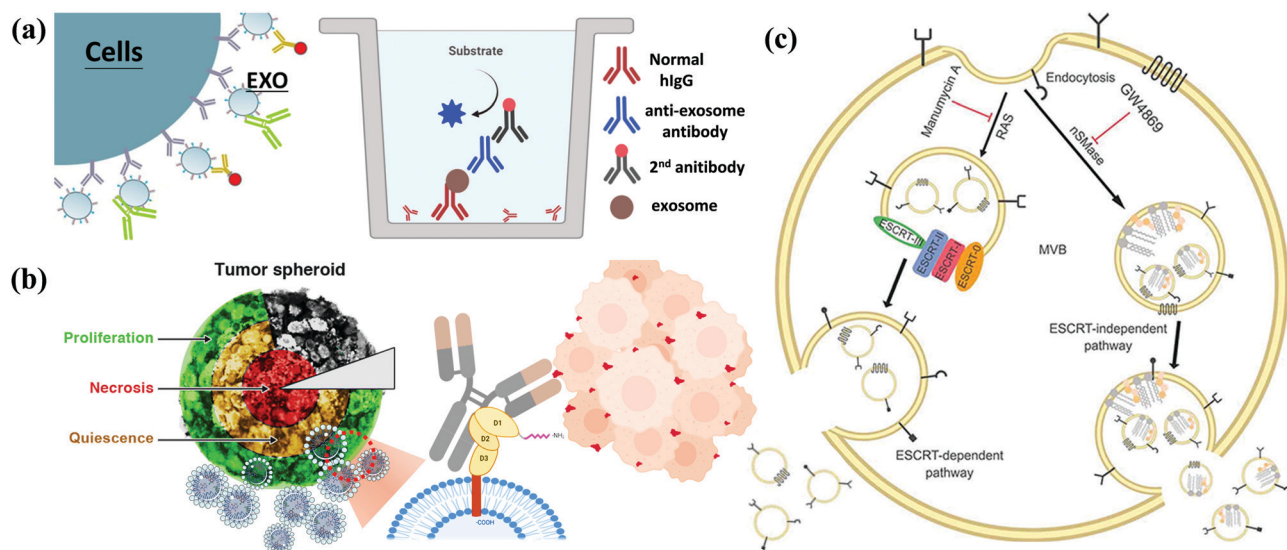 (a)
Cells
EXO
Substrate
Normal
hIgG
anti-exosome
antibody
2nd anitibody
exosome
(b)
Tumor spheroid
Proliferation
Necrosis
Quiescence
D1
D2
D3
-NH2
-COOH
(c)
Endocytosis
Manumycin A
RAS
GW4869
nSMase
ESCRT-III
ESCRT-II
ESCRT-I
ESCRT-0
MVB
ESCRT-independent
pathway
ESCRT-dependent
pathway